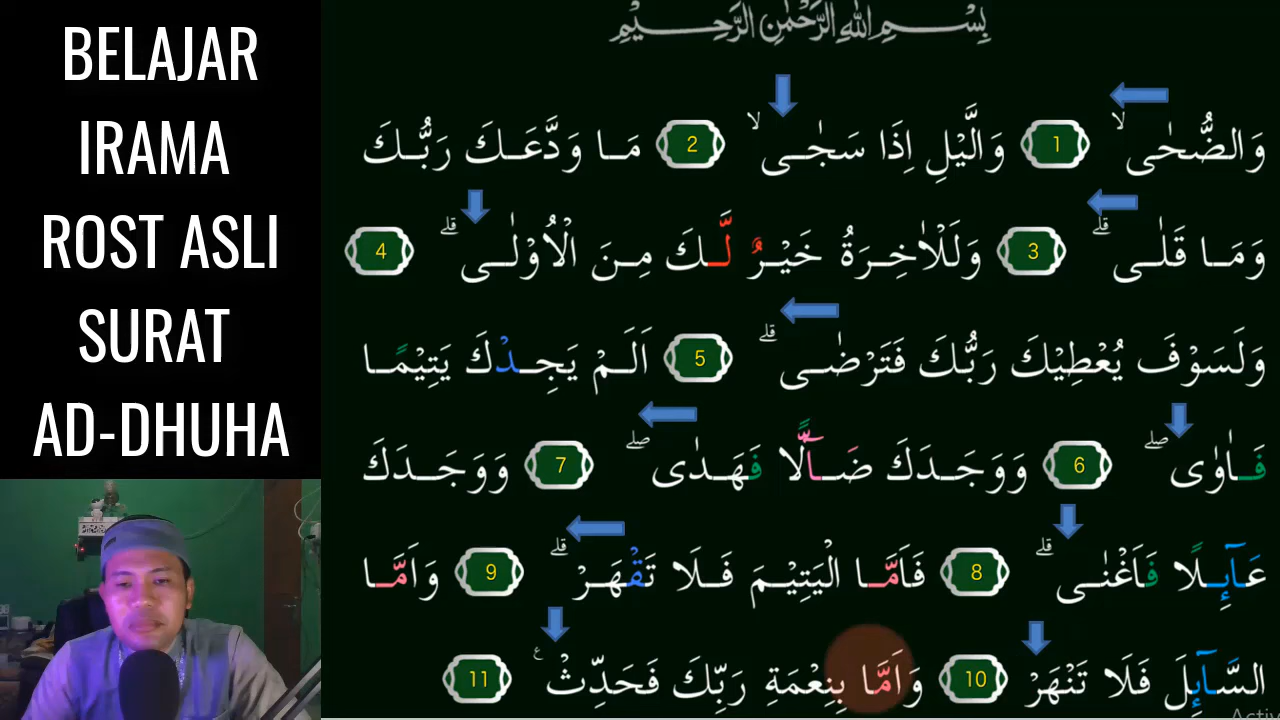 BELAJAR
IRAMA
ROST ASLI
SURAT
AD-DHUHA
بِسْمِ اللّٰهِ الرَّحْمٰنِ الرَّحِيْمِ
وَالضُّحٰىۙ 1 وَالَّيْلِ اِذَا سَجٰىۙ 2 مَا وَدَّعَكَ رَبُّكَ
وَمَا قَلٰىۗ 3 وَلَلْاٰخِرَةُ خَيْرٌ لَّكَ مِنَ الْاُوْلٰىۗ 4
وَلَسَوْفَ يُعْطِيْكَ رَبُّكَ فَتَرْضٰىۗ 5 اَلَمْ يَجِدْكَ يَتِيْمًا
فَاٰوٰىۖ 6 وَوَجَدَكَ ضَاۤلًّا فَهَدٰىۖ 7 وَوَجَدَكَ
عَاۤىِٕلًا فَاَغْنٰىۗ 8 فَاَمَّا الْيَتِيْمَ فَلَا تَقْهَرْۗ 9 وَاَمَّا
السَّاۤىِٕلَ فَلَا تَنْهَرْ 10 وَاَمَّا بِنِعْمَةِ رَبِّكَ فَحَدِّثْ ࣖ 11
Activ